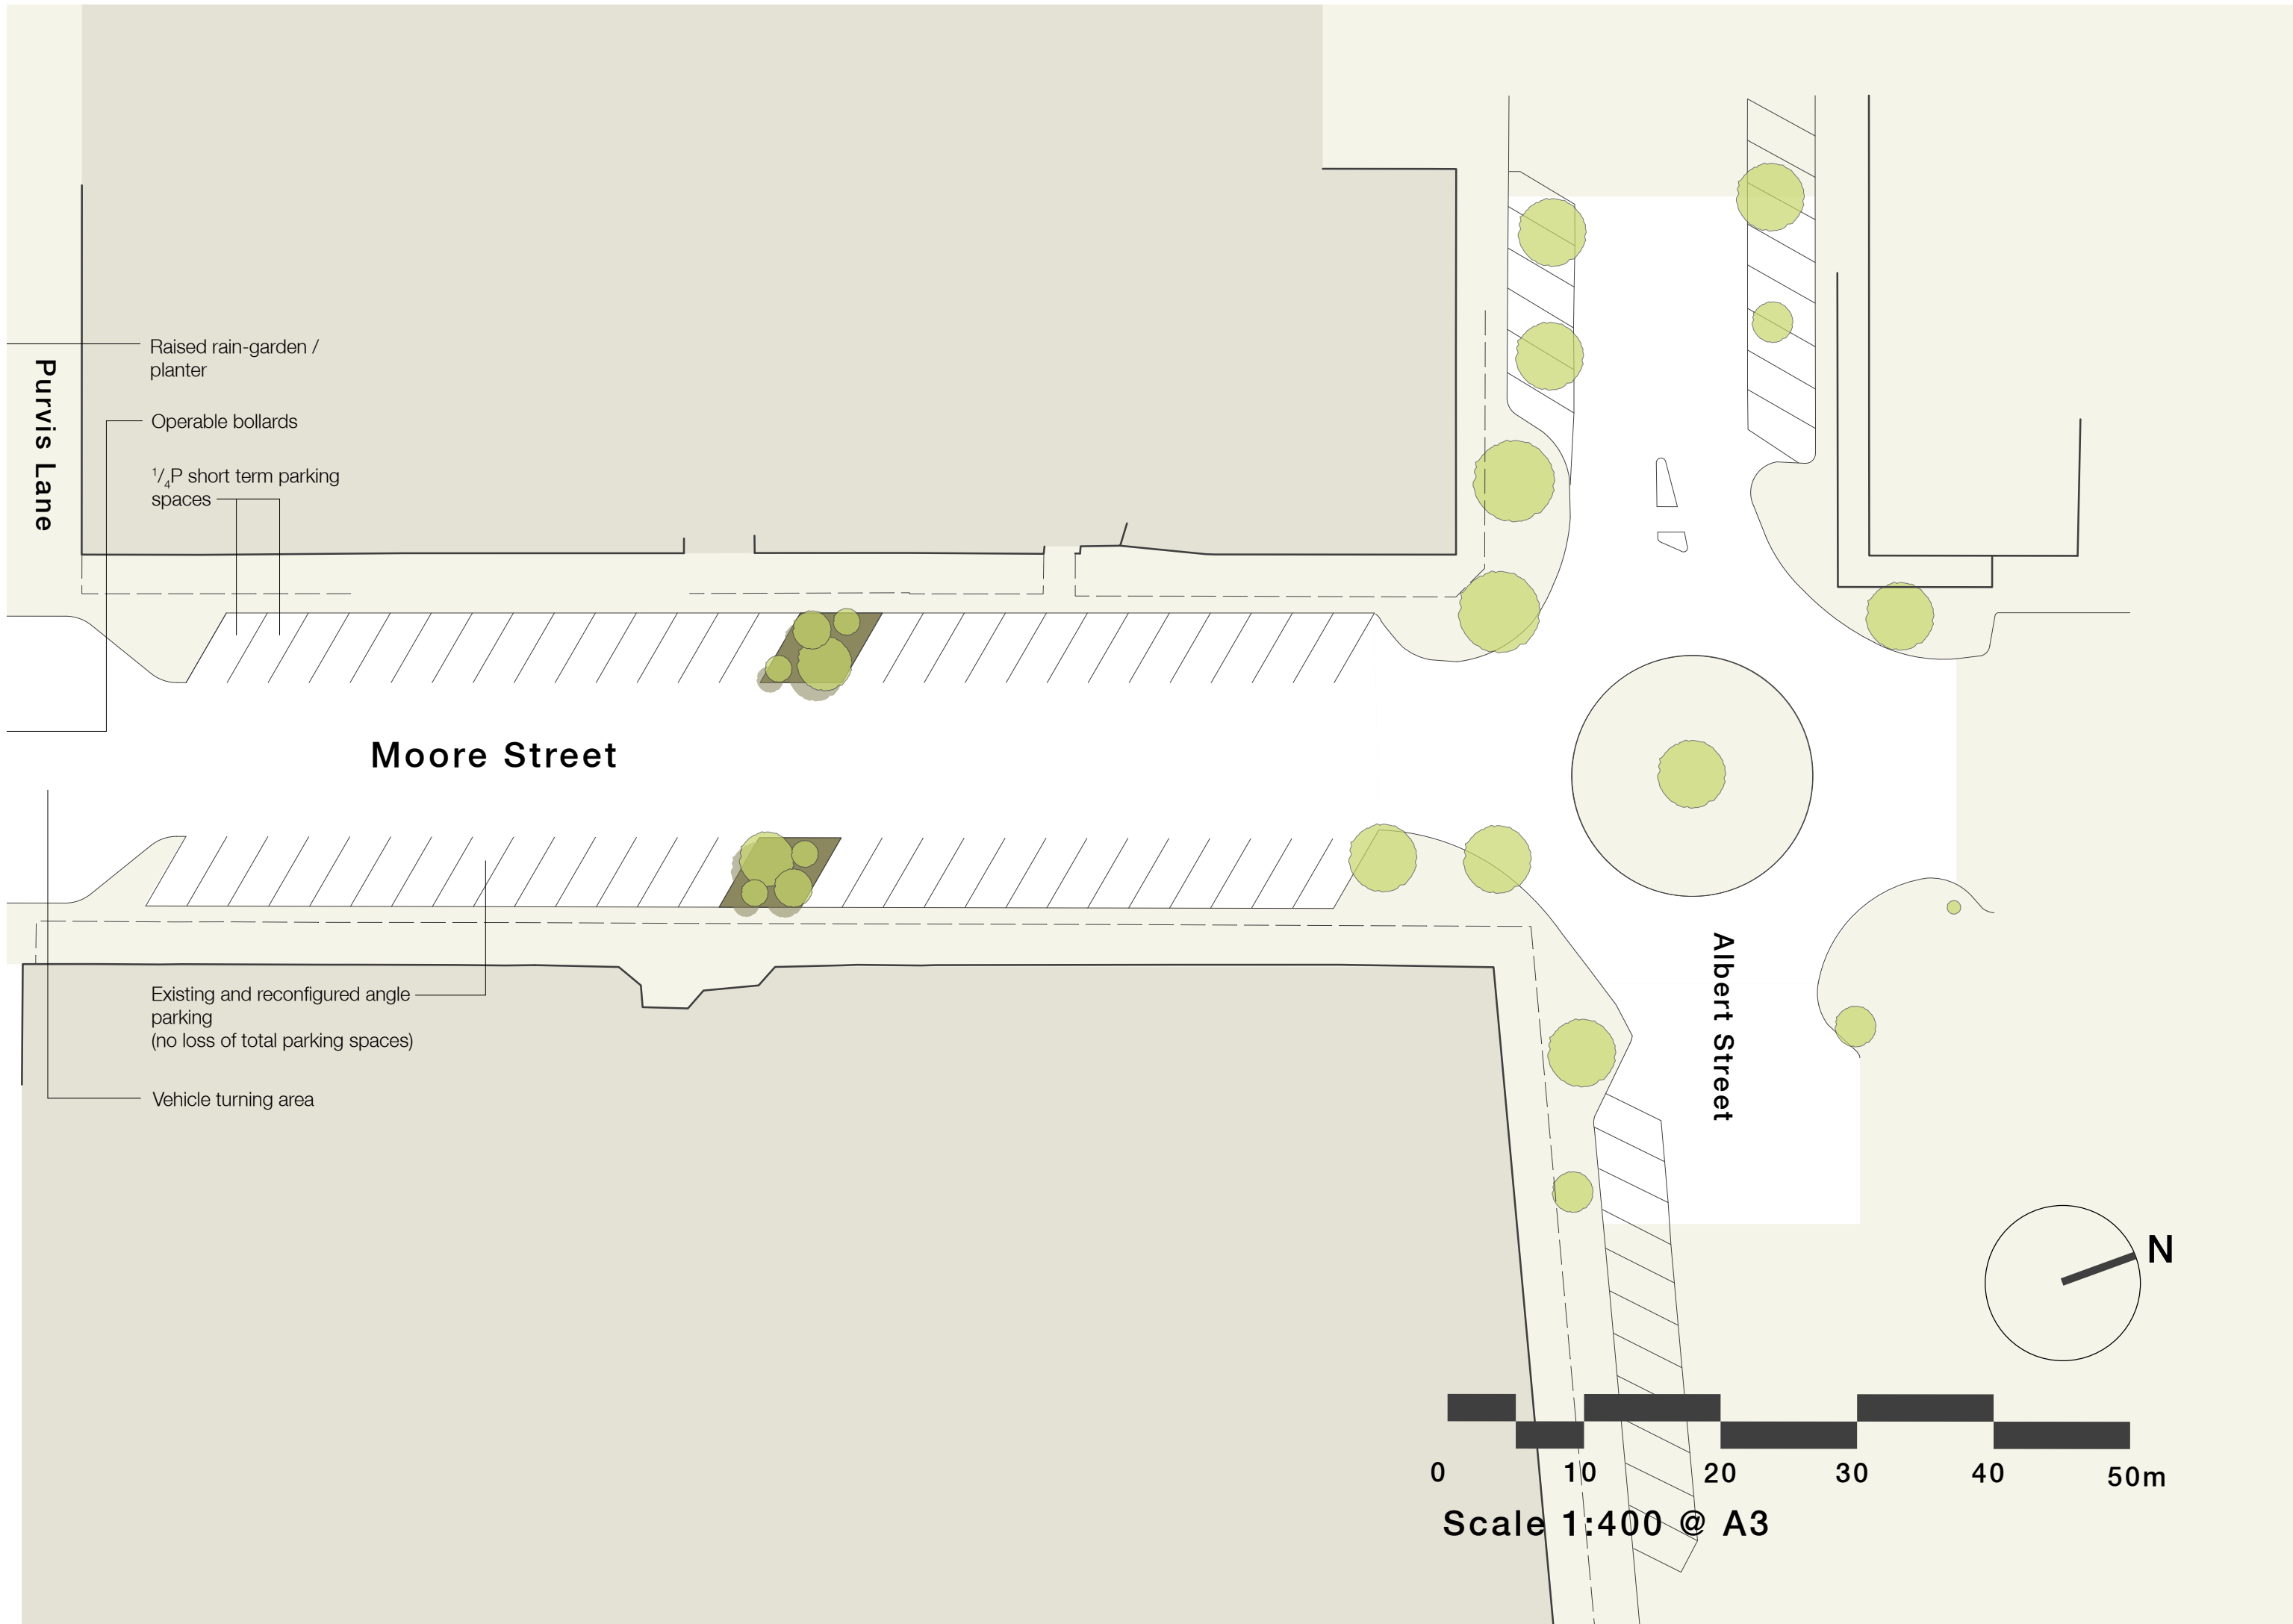 Raised rain-garden /
planter
Purvis Lane
Operable bollards
1/4P short term parking
spaces
Moore Street
Albert Street
Existing and reconfigured angle
parking
(no loss of total parking spaces)
Vehicle turning area
N
0 10 20 30 40 50m
Scale 1:400 @ A3